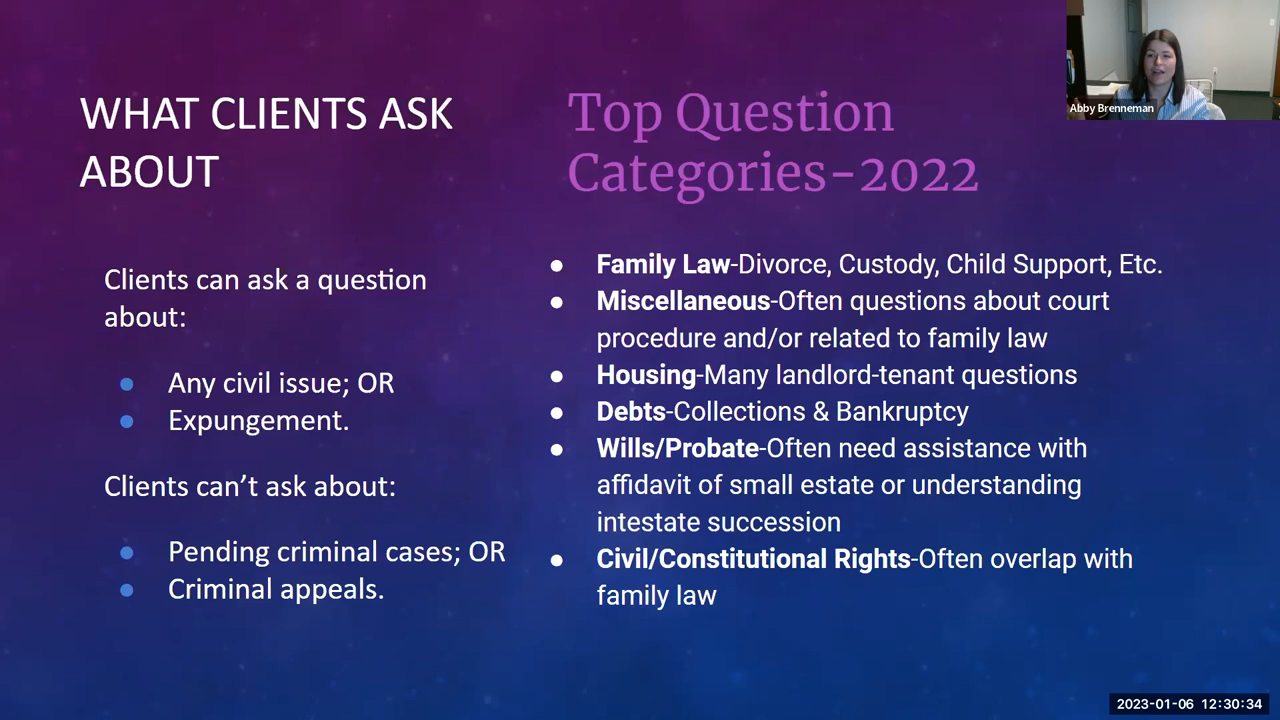 WHAT CLIENTS ASK
ABOUT
Clients can ask a question
about:
Any civil issue; OR
Expungement.
Clients can’t ask about:
Pending criminal cases; OR
Criminal appeals.
Top Question
Categories-2022
Family Law-Divorce, Custody, Child Support, Etc.
Miscellaneous-Often questions about court
procedure and/or related to family law
Housing-Many landlord-tenant questions
Debts-Collections & Bankruptcy
Wills/Probate-Often need assistance with
affidavit of small estate or understanding
intestate succession
Civil/Constitutional Rights-Often overlap with
family law
Abby Brenneman
2023-01-06 12:30:34